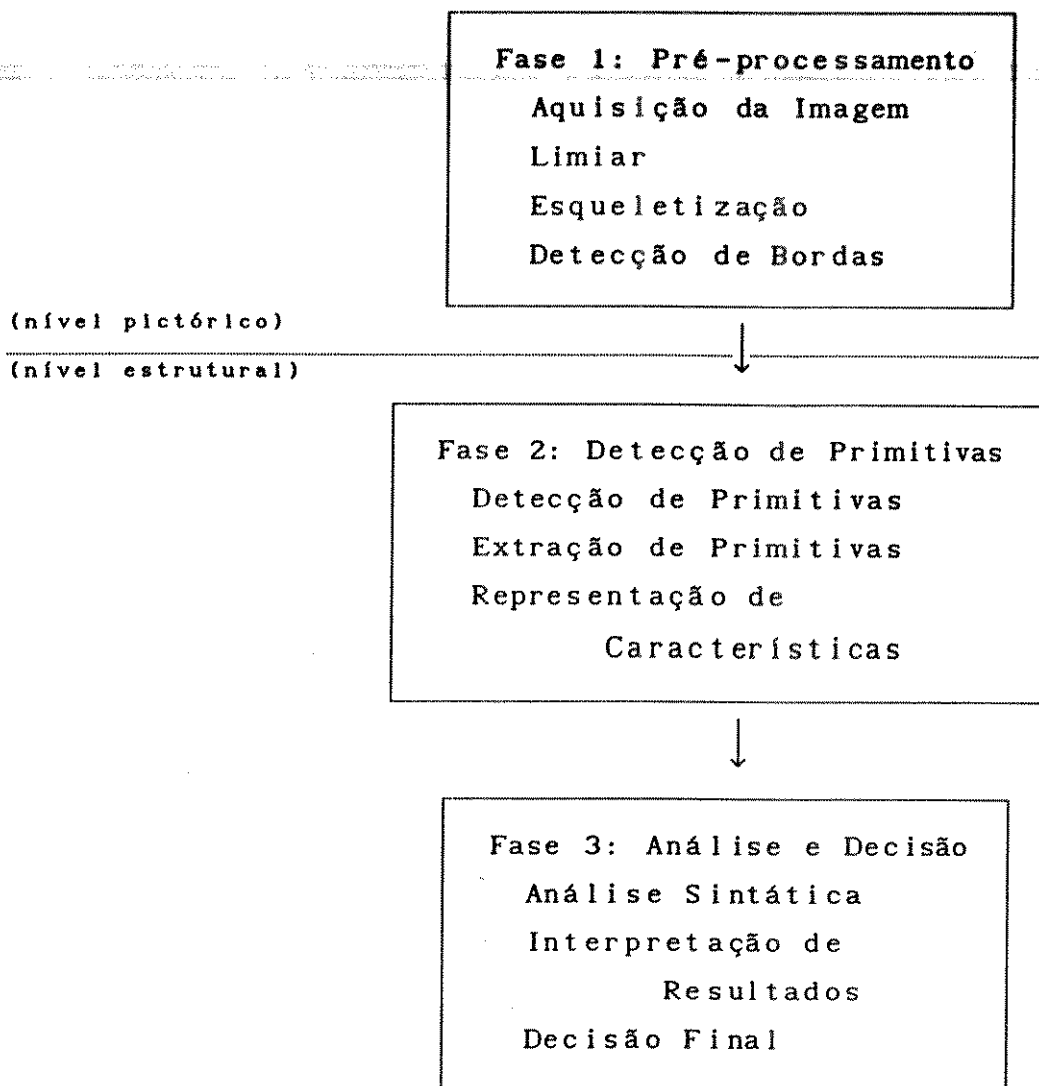 Fase 1: Pré-processamento
Aquisição da Imagem
Limiar
Esqueletização
Detecção de Bordas
(nível pictórico)
(nível estrutural)
Fase 2: Detecção de Primitivas
Detecção de Primitivas
Extração de Primitivas
Representação de
Características
Fase 3: Análise e Decisão
Análise Sintática
Interpretação de
Resultados
Decisão Final